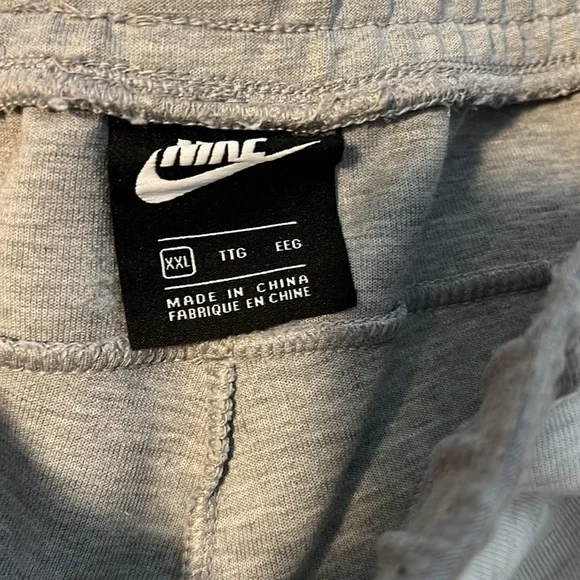 NIKE
XXL TTG EEG
MADE IN CHINA
FABRIQUE EN CHINE